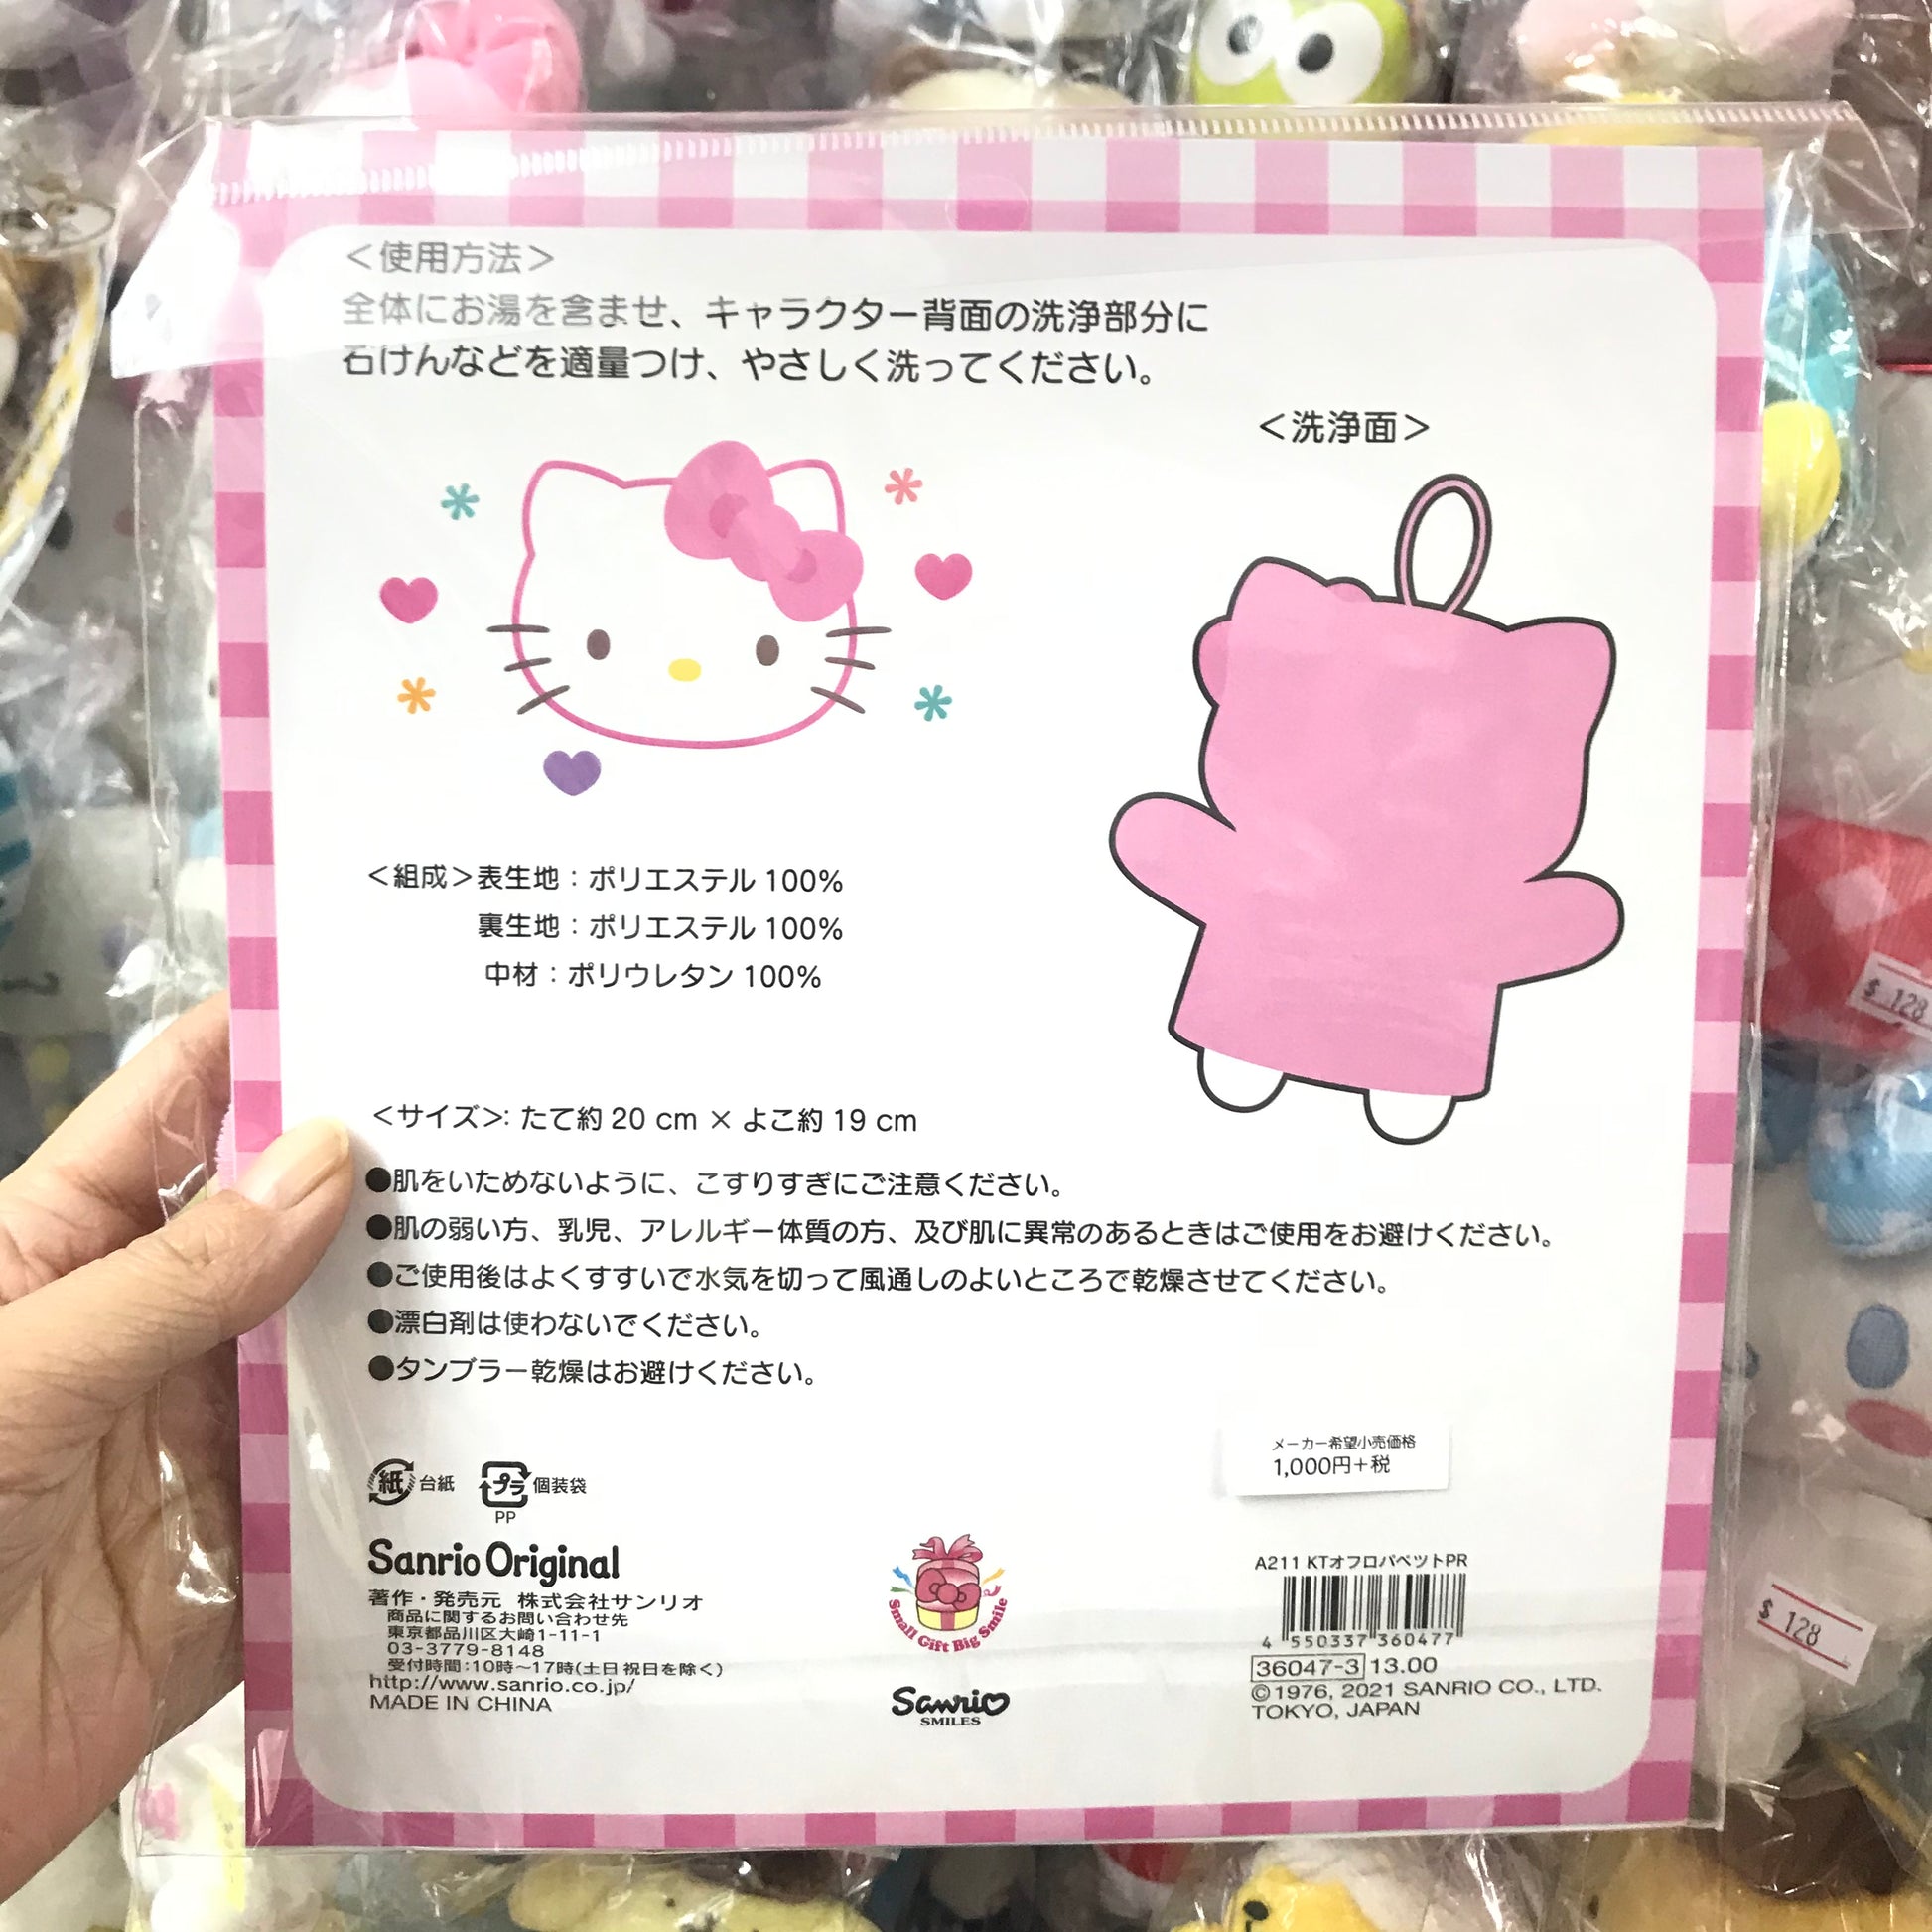 ＜使用方法＞
全体にお湯を含ませ、キャラクター背面の洗浄部分に
石けんなどを適量つけ、やさしく洗ってください。
＜洗浄面＞
＜組成＞表生地：ポリエステル 100%
裏生地：ポリエステル 100%
中材：ポリウレタン 100%
＜サイズ＞: たて約 20 cm × よこ約 19 cm
●肌をいためないように、こすりすぎにご注意ください。
●肌の弱い方、乳児、アレルギー体質の方、及び肌に異常のあるときはご使用をお避けください。
●ご使用後はよくすすいで水気を切って風通しのよいところで乾燥させてください。
●漂白剤は使わないでください。
●タンブラー乾燥はお避けください。
メーカー希望小売価格
1,000円＋税
紙 台紙 プラ 個装袋
PP
Sanrio Original
著作・発売元 株式会社サンリオ
商品に関するお問い合わせ先
東京都品川区大崎1-11-1
03-3779-8148
受付時間:10時～17時(土日祝日を除く)
http://www.sanrio.co.jp/
MADE IN CHINA
Small Gift Big Smile
Sanrio
SMILES
A211 KTオフロパペットPR
4 550337 360477
36047-3 13.00
©1976, 2021 SANRIO CO., LTD.
TOKYO, JAPAN
$ 128
$ 128